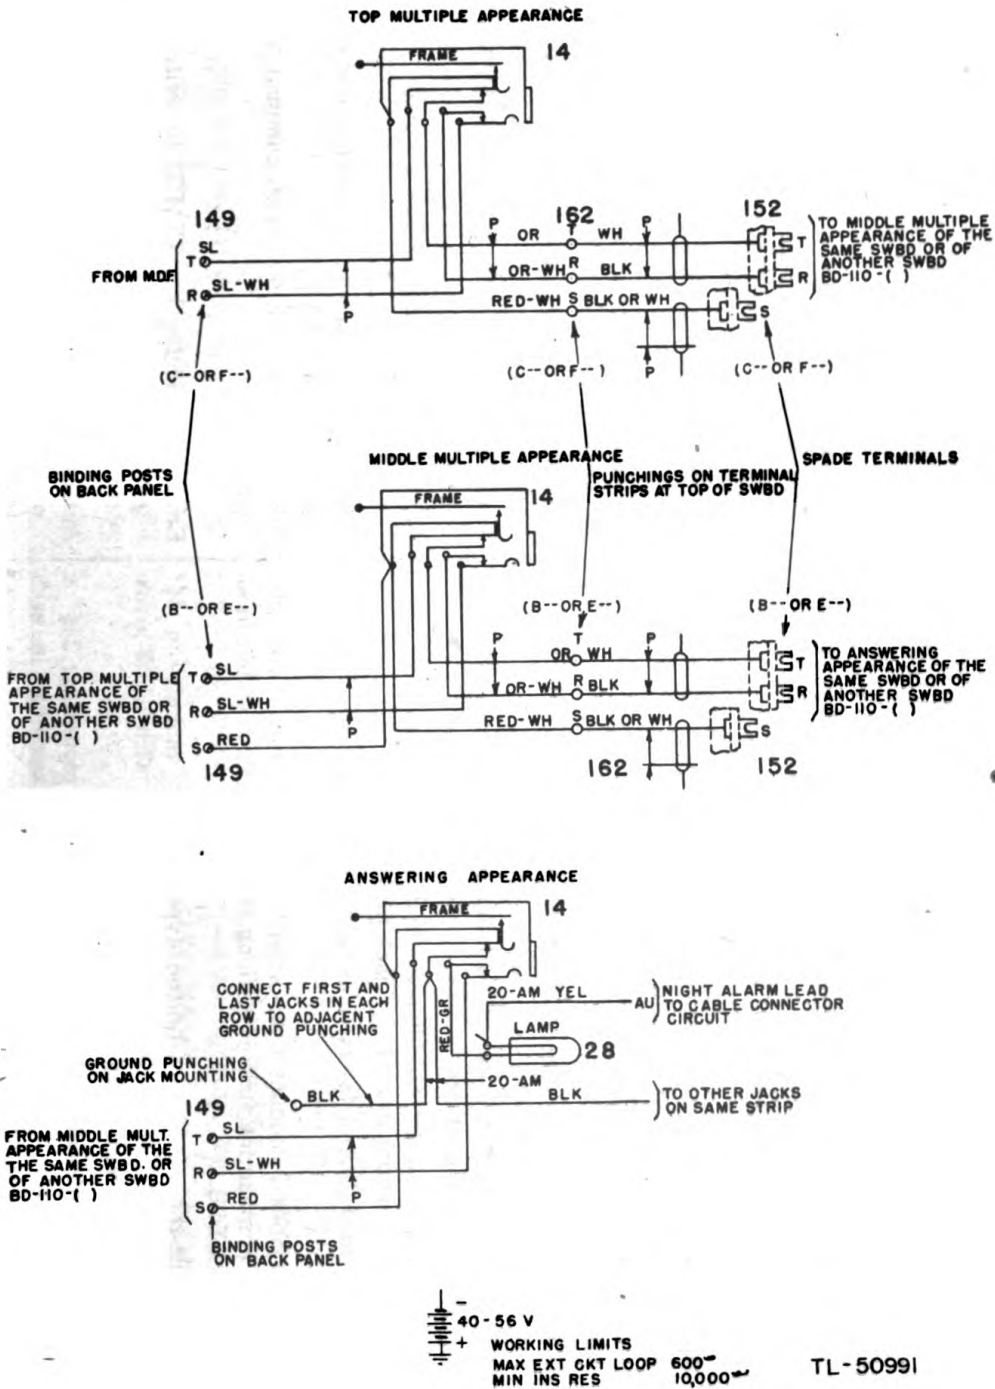 TOP MULTIPLE APPEARANCE
FRAME
14
149
162
152
P
T
P
SL
OR
WH
T
TO MIDDLE MULTIPLE
APPEARANCE OF THE
SAME SWBD OR OF
ANOTHER SWBD
BD-110-( )
T
FROM M.D.F.
R
OR-WH
BLK
R
R
SL-WH
RED-WH
S
BLK OR WH
S
P
P
(C--OR F--)
(C--OR F--)
(C--OR F--)
BINDING POSTS
ON BACK PANEL
MIDDLE MULTIPLE APPEARANCE
PUNCHINGS ON TERMINAL
STRIPS AT TOP OF SWBD
SPADE TERMINALS
FRAME
14
(B--OR E--)
(B--OR E--)
(B--OR E--)
P
T
P
OR
WH
T
TO ANSWERING
APPEARANCE OF THE
SAME SWBD OR OF
ANOTHER SWBD
BD-110-( )
FROM TOP MULTIPLE
APPEARANCE OF
THE SAME SWBD OR
OF ANOTHER SWBD
BD-110-( )
T
SL
R
OR-WH
BLK
R
R
SL-WH
RED-WH
S
BLK OR WH
S
P
S
RED
149
162
152
ANSWERING APPEARANCE
FRAME
14
CONNECT FIRST AND
LAST JACKS IN EACH
ROW TO ADJACENT
GROUND PUNCHING
RED-GR
20-AM YEL
AU
NIGHT ALARM LEAD
TO CABLE CONNECTOR
CIRCUIT
LAMP
28
GROUND PUNCHING
ON JACK MOUNTING
20-AM
BLK
BLK
TO OTHER JACKS
ON SAME STRIP
149
FROM MIDDLE MULT.
APPEARANCE OF THE
THE SAME SWBD. OR
OF ANOTHER SWBD
BD-110-( )
T
SL
R
SL-WH
P
S
RED
BINDING POSTS
ON BACK PANEL
-
40-56 V
+
WORKING LIMITS
MAX EXT CKT LOOP 600
MIN INS RES 10,000
TL-50991